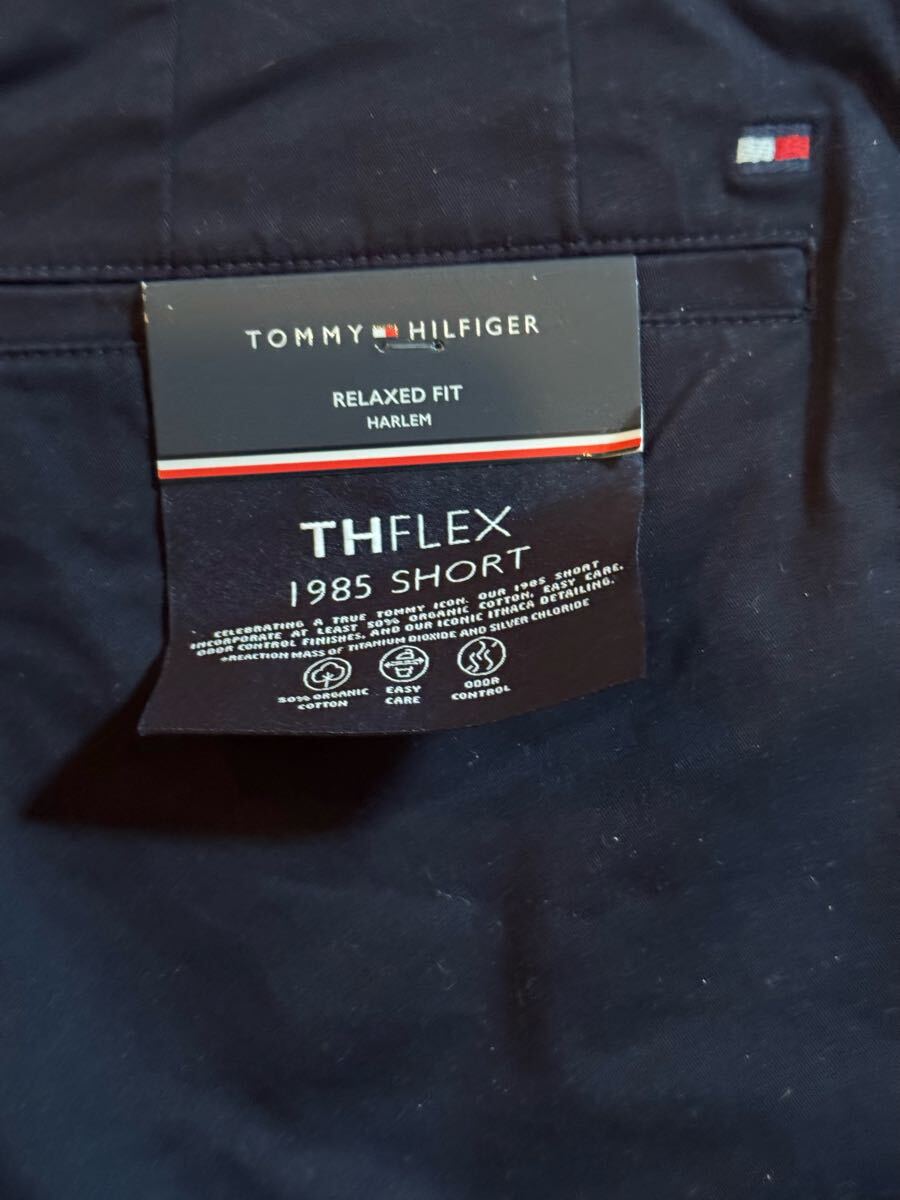 TOMMY HILFIGER
RELAXED FIT
HARLEM
THFLEX
1985 SHORT
CELEBRATING A TRUE TOMMY ICON. OUR 1985 SHORT
INCORPORATE AT LEAST 50% ORGANIC COTTON, EASY CARE,
ODOR CONTROL FINISHES, AND OUR ICONIC ITHACA DETAILING.
*REACTION MASS OF TITANIUM DIOXIDE AND SILVER CHLORIDE
50% ORGANIC
COTTON
EASY
CARE
ODOR
CONTROL